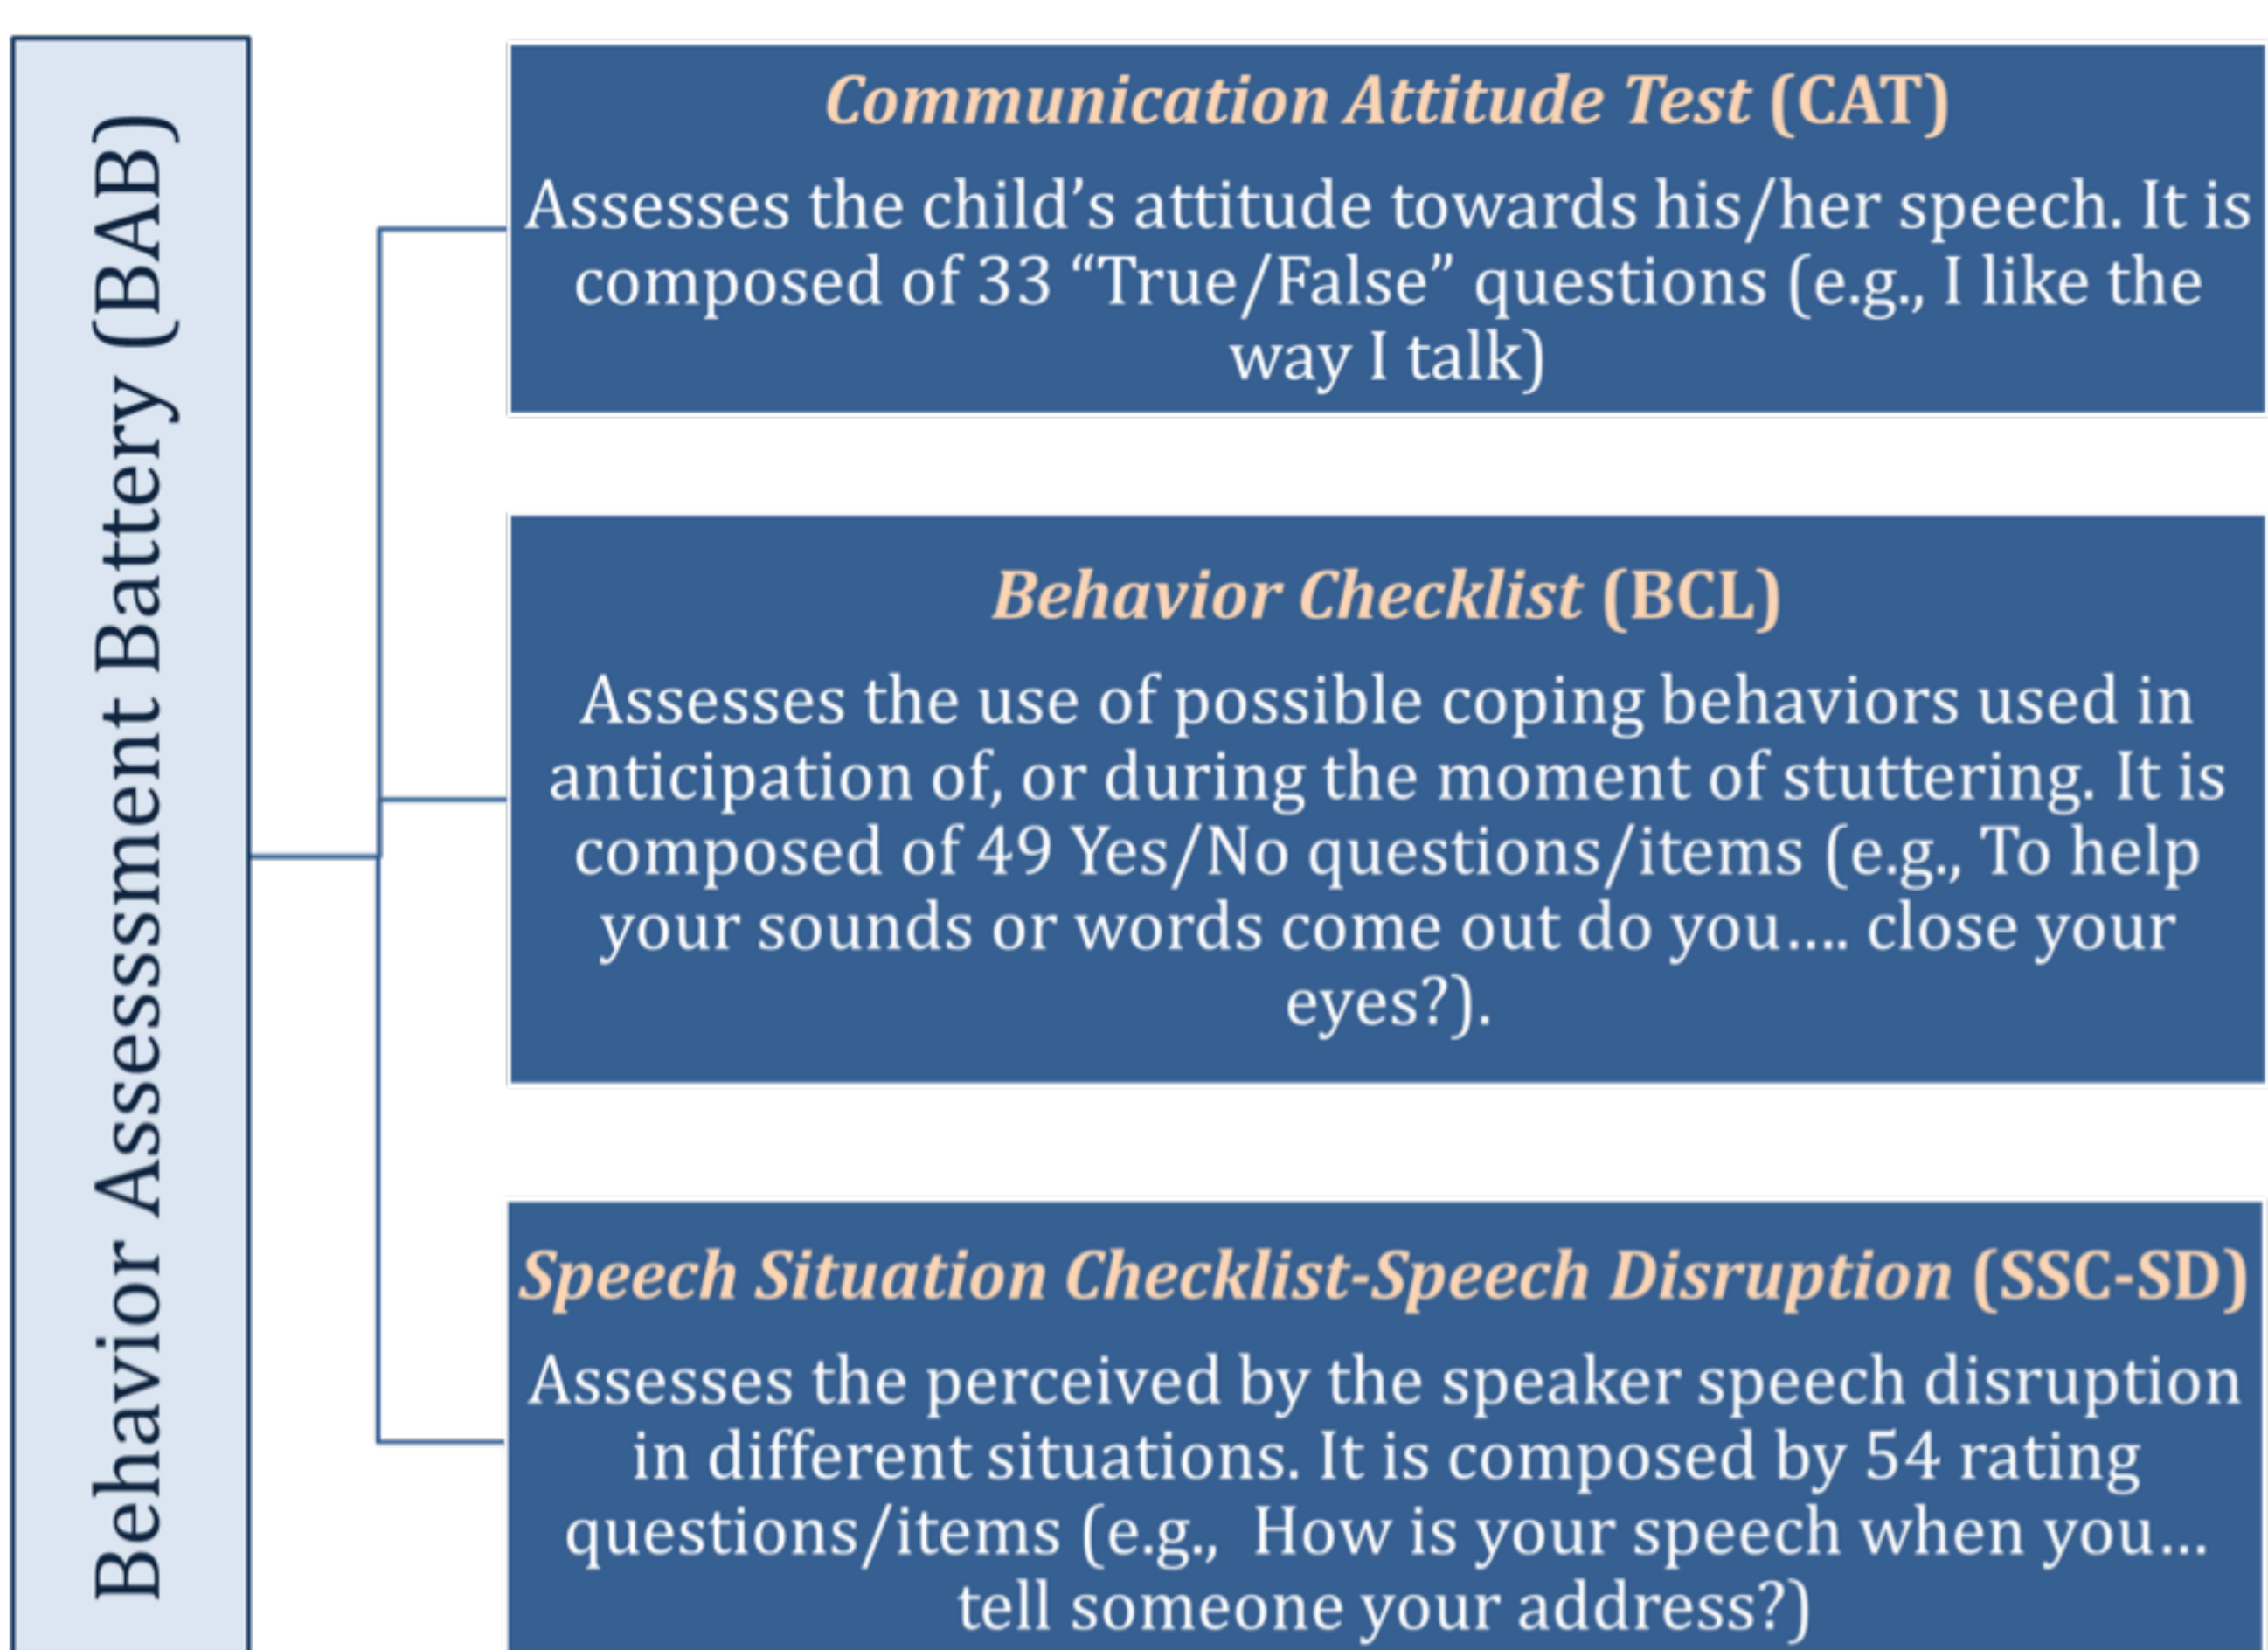 Behavior Assessment Battery (BAB)
Communication Attitude Test (CAT)
Assesses the child’s attitude towards his/her speech. It is
composed of 33 “True/False” questions (e.g., I like the
way I talk)
Behavior Checklist (BCL)
Assesses the use of possible coping behaviors used in
anticipation of, or during the moment of stuttering. It is
composed of 49 Yes/No questions/items (e.g., To help
your sounds or words come out do you…. close your
eyes?).
Speech Situation Checklist-Speech Disruption (SSC-SD)
Assesses the perceived by the speaker speech disruption
in different situations. It is composed by 54 rating
questions/items (e.g.,  How is your speech when you…
tell someone your address?)